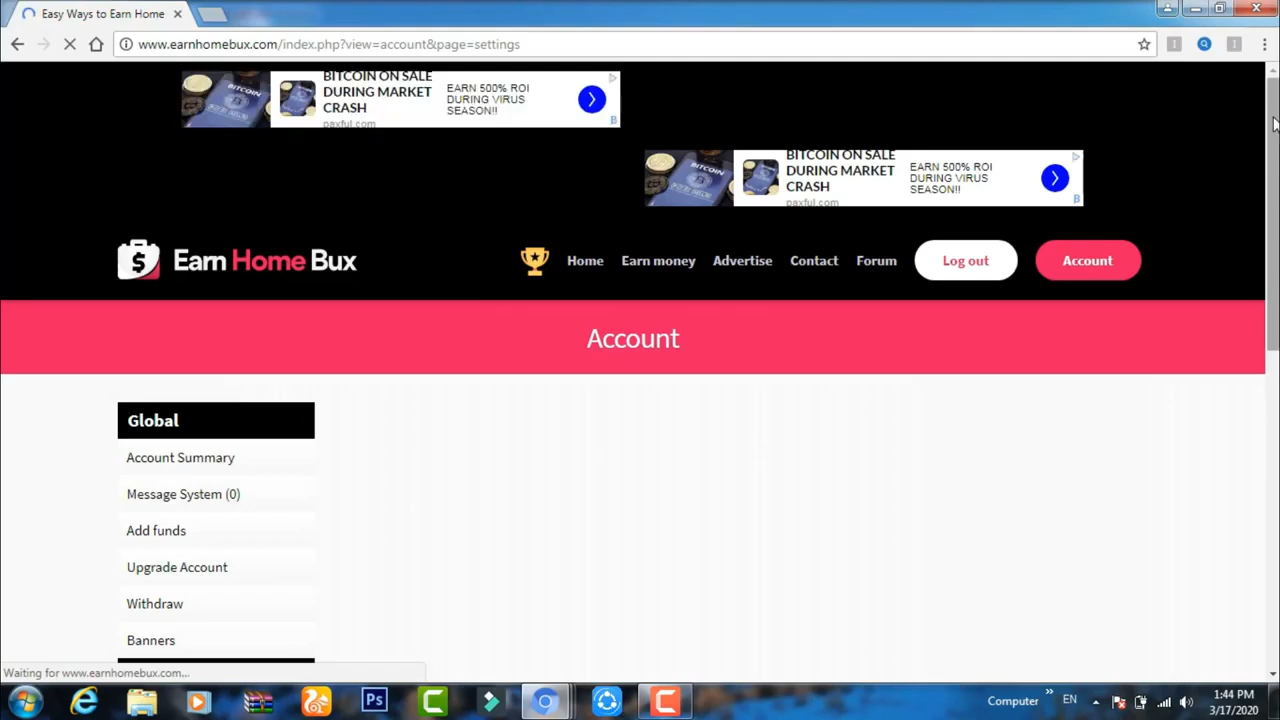 Easy Ways to Earn Home
www.earnhomebux.com/index.php?view=account&page=settings
BITCOIN
BITCOIN ON SALE
DURING MARKET
CRASH
paxful.com
EARN 500% ROI
DURING VIRUS
SEASON!!
BITCOIN
BITCOIN ON SALE
DURING MARKET
CRASH
paxful.com
EARN 500% ROI
DURING VIRUS
SEASON!!
$ Earn Home Bux
Home
Earn money
Advertise
Contact
Forum
Log out
Account
Account
Global
Account Summary
Message System (0)
Add funds
Upgrade Account
Withdraw
Banners
Waiting for www.earnhomebux.com...
Ps
Computer
EN
1:44 PM
3/17/2020